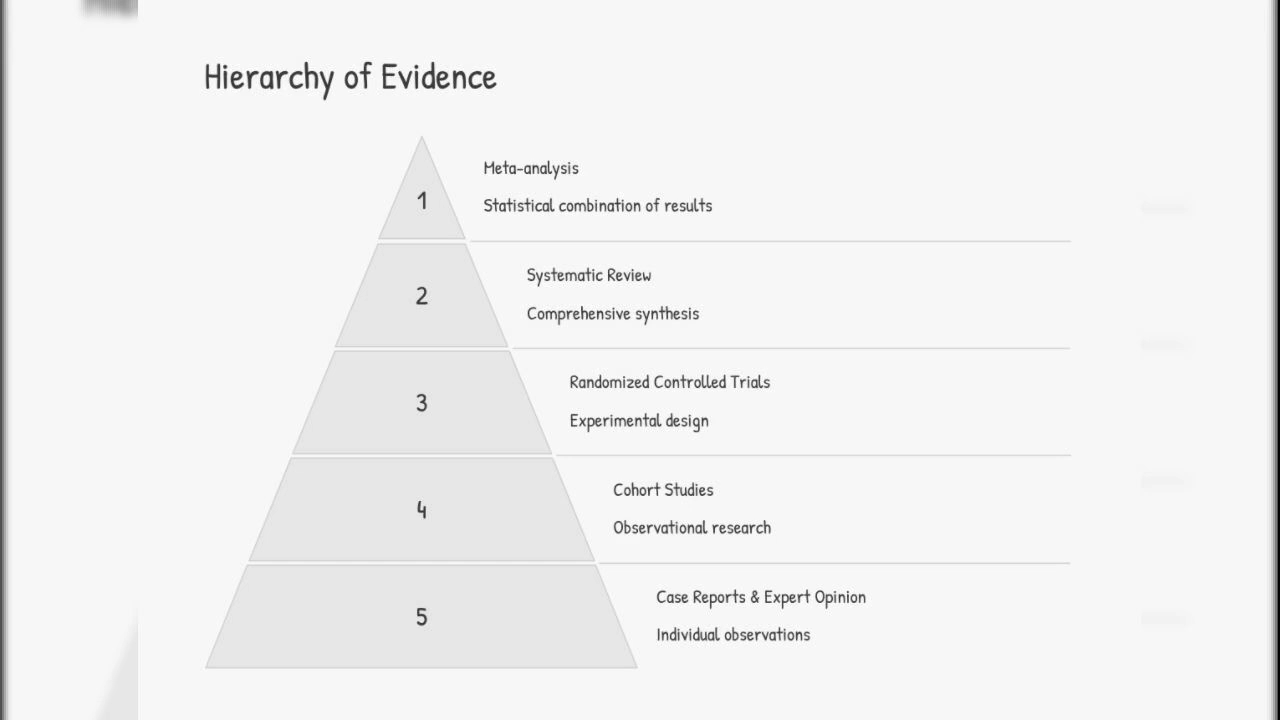 Hierarchy of Evidence
1
Meta-analysis
Statistical combination of results
2
Systematic Review
Comprehensive synthesis
3
Randomized Controlled Trials
Experimental design
4
Cohort Studies
Observational research
5
Case Reports & Expert Opinion
Individual observations